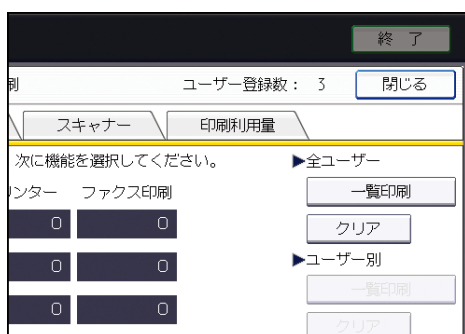 終 了
刷 ユーザー登録数： 3 閉じる
スキャナー 印刷利用量
次に機能を選択してください。 ▶全ユーザー
リンター ファクス印刷 一覧印刷
0 0 クリア
0 0 ▶ユーザー別
一覧印刷
0 0 クリア